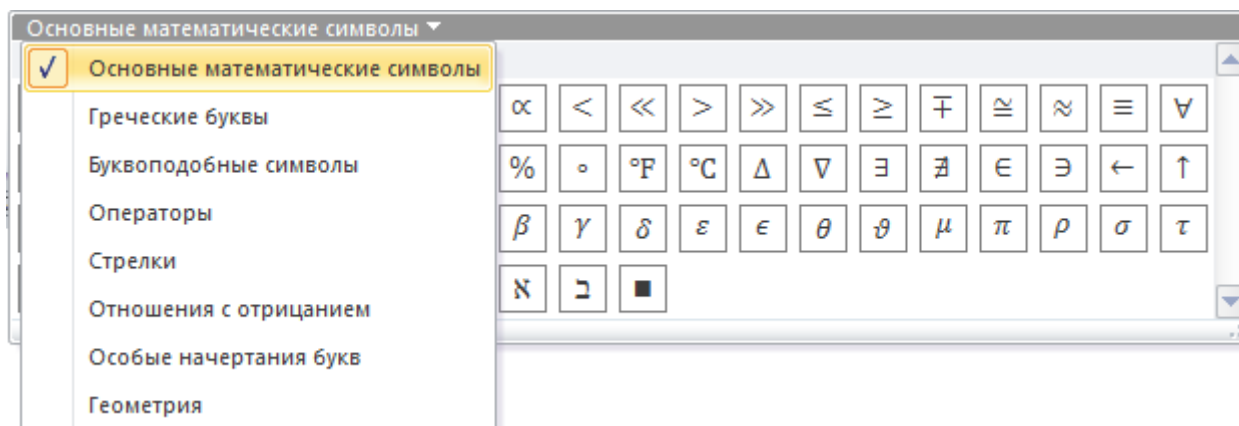 Основные математические символы
Основные математические символы
∝ < ≪ > ≫ ≤ ≥ ∓ ≅ ≈ ≡ ∀
Греческие буквы
Буквоподобные символы
% ∘ ℉ ℃ ∆ ∇ ∃ ∄ ∈ ∋ ← ↑
Операторы
β γ δ ε ϵ θ ϑ μ π ρ σ τ
Стрелки
ℵ ℶ ∎
Отношения с отрицанием
Особые начертания букв
Геометрия